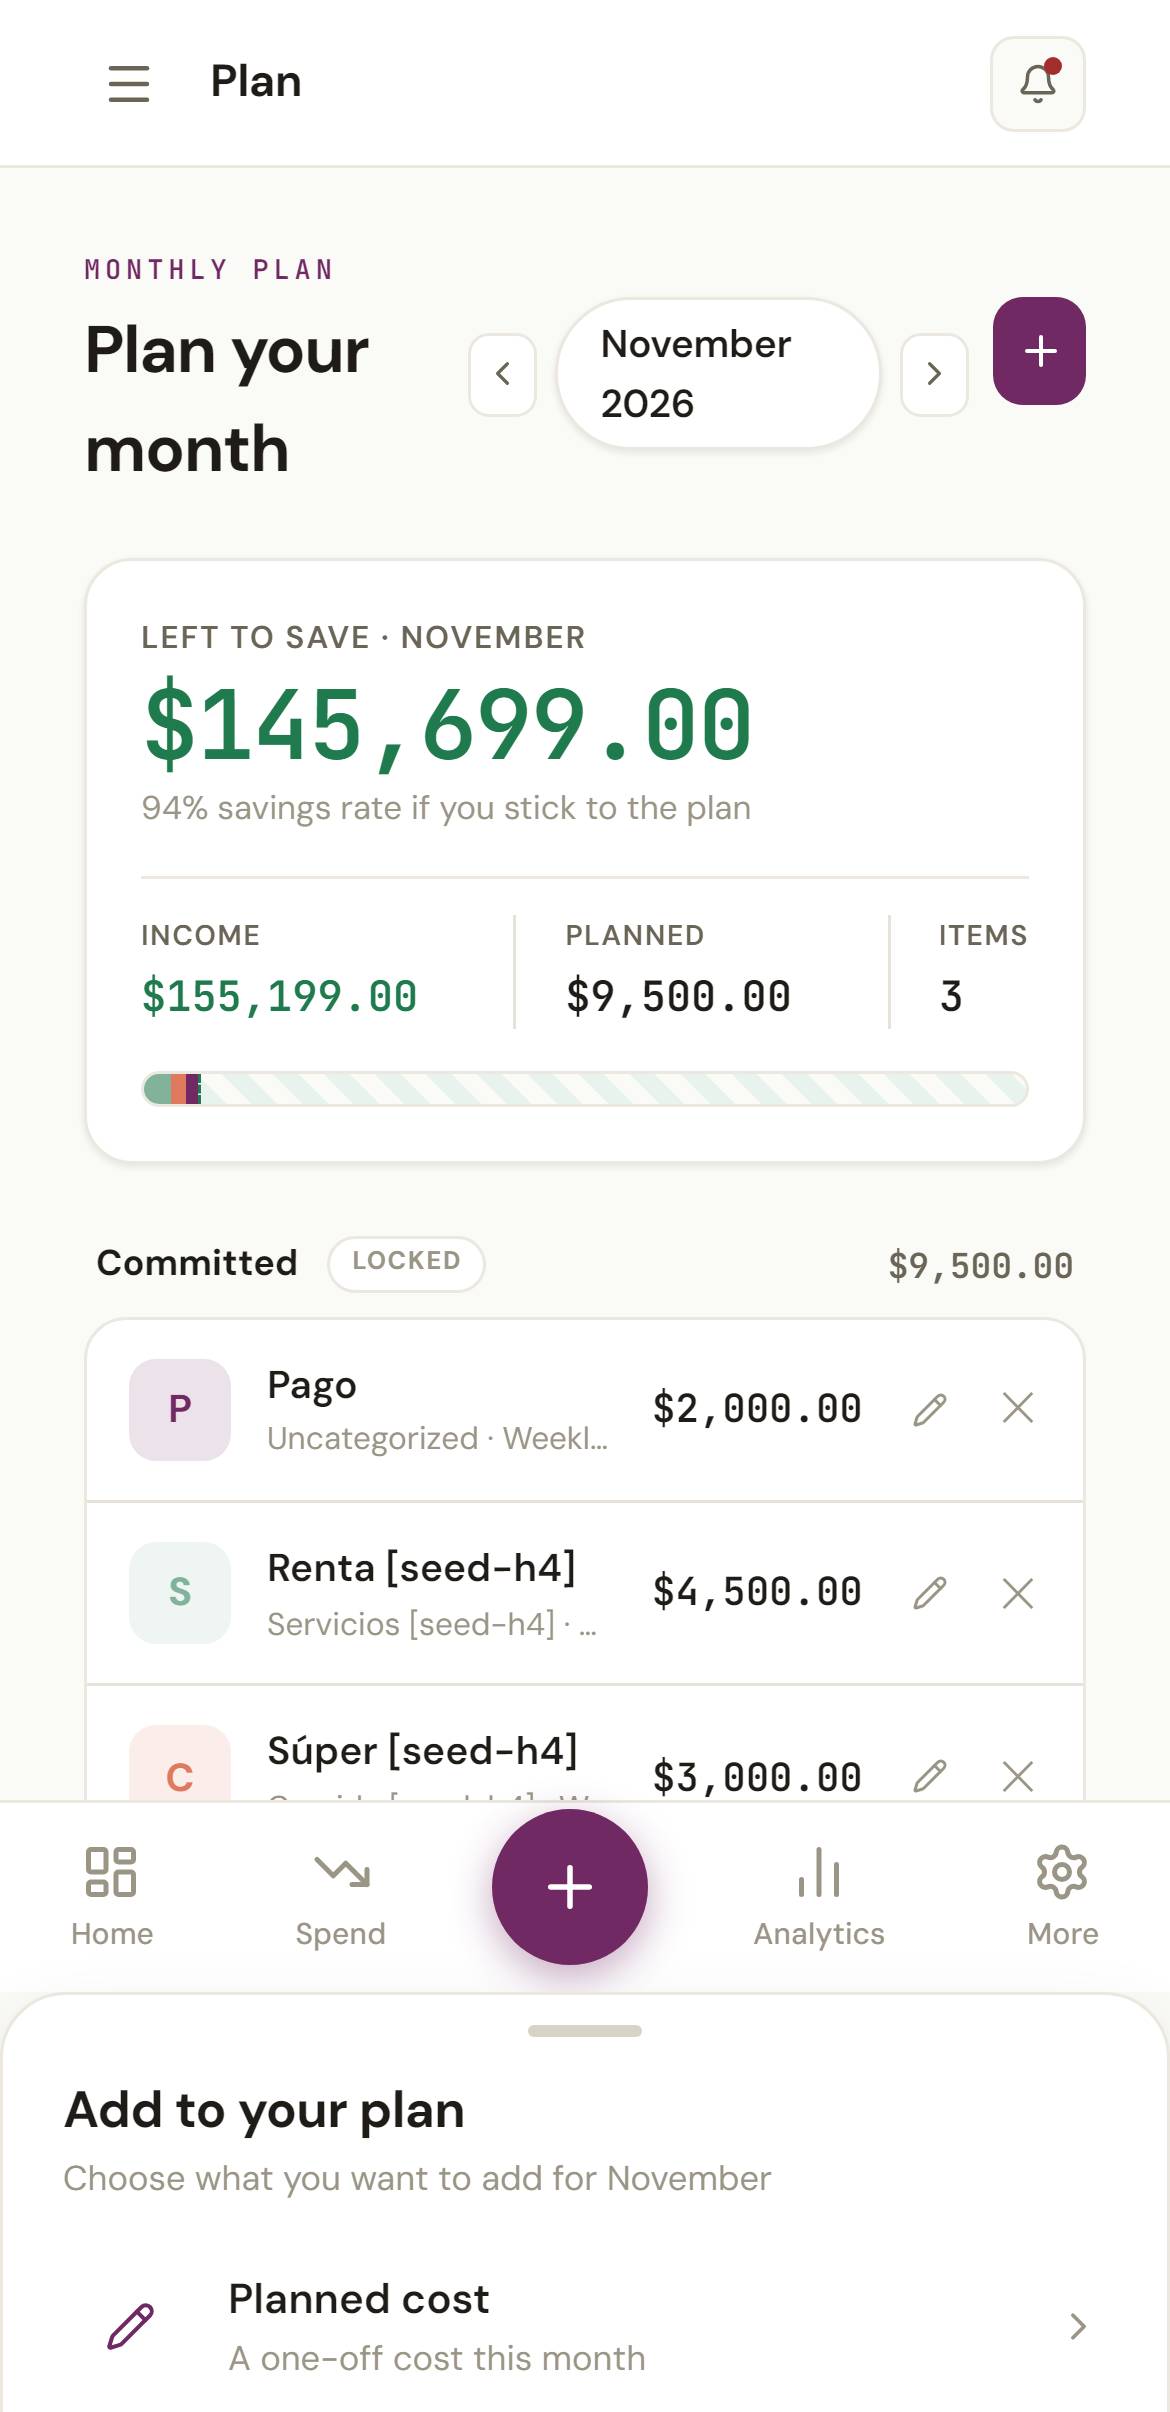 Plan
MONTHLY PLAN
Plan your
month
November
2026
LEFT TO SAVE · NOVEMBER
$145,699.00
94% savings rate if you stick to the plan
INCOME
PLANNED
ITEMS
$155,199.00
$9,500.00
3
Committed
LOCKED
$9,500.00
P
Pago
Uncategorized · Weekl...
$2,000.00
S
Renta [seed-h4]
Servicios [seed-h4] · ...
$4,500.00
C
Súper [seed-h4]
$3,000.00
Home
Spend
Analytics
More
Add to your plan
Choose what you want to add for November
Planned cost
A one-off cost this month